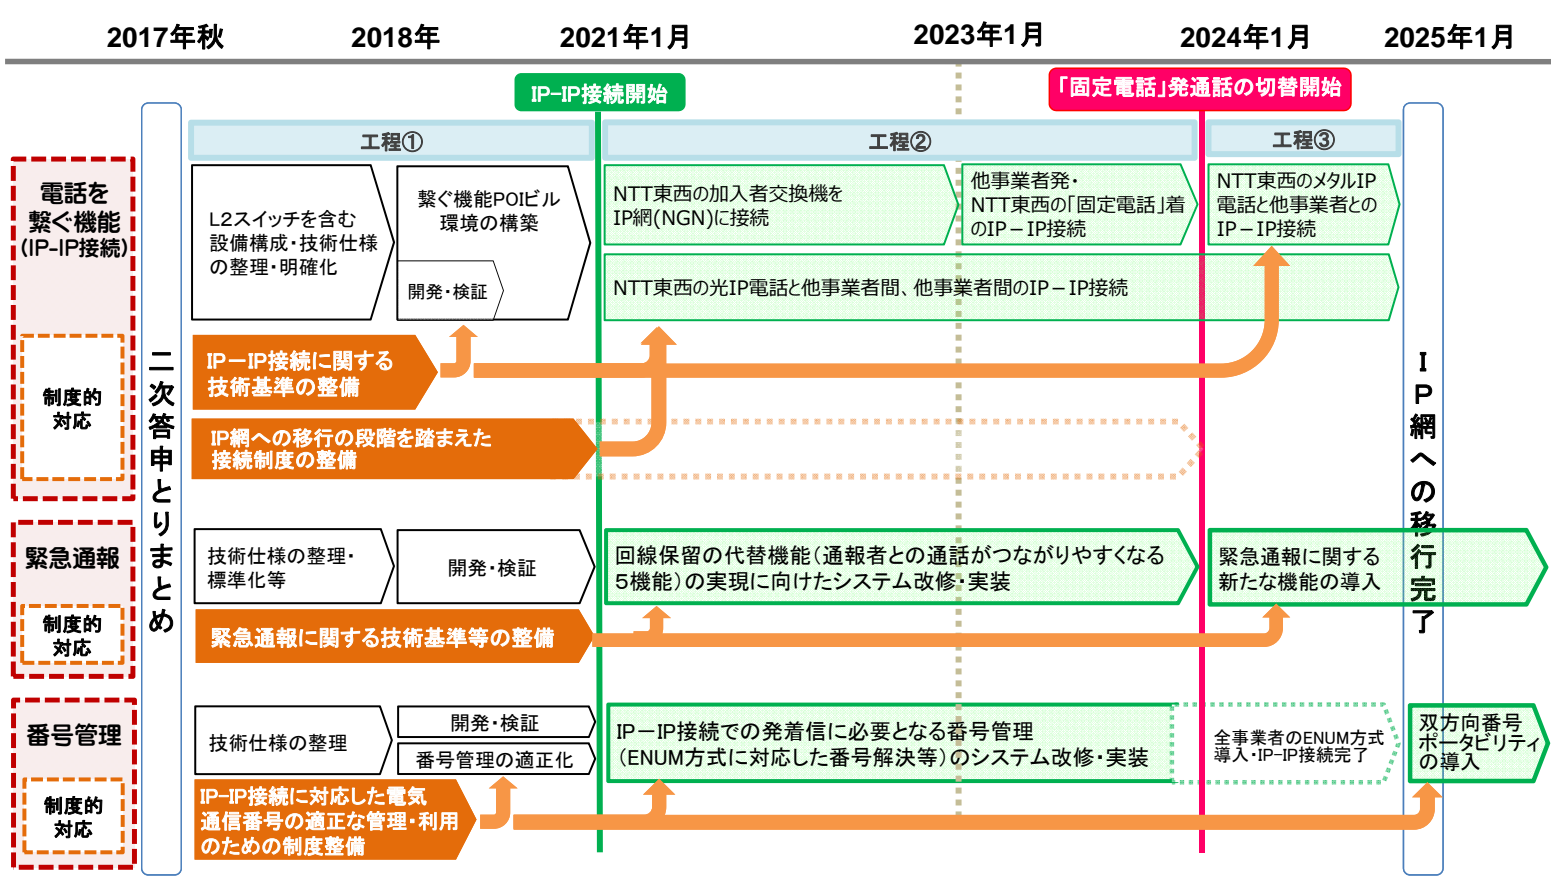 2017年秋
2018年
2021年1月
2023年1月
2024年1月
2025年1月
IP-IP接続開始
「固定電話」発通話の切替開始
工程①
工程②
工程③
電話を
繋ぐ機能
(IP-IP接続)
制度的
対応
二次答申とりまとめ
L2スイッチを含む
設備構成・技術仕様
の整理・明確化
繋ぐ機能POIビル
環境の構築
開発・検証
NTT東西の加入者交換機を
IP網(NGN)に接続
他事業者発・
NTT東西の「固定電話」着
のIP－IP接続
NTT東西のメタルIP
電話と他事業者との
IP－IP接続
NTT東西の光IP電話と他事業者間、他事業者間のIP－IP接続
IP－IP接続に関する
技術基準の整備
IP網への移行の段階を踏まえた
接続制度の整備
IP網への移行完了
緊急通報
制度的
対応
技術仕様の整理・
標準化等
開発・検証
回線保留の代替機能（通報者との通話がつながりやすくなる
５機能）の実現に向けたシステム改修・実装
緊急通報に関する
新たな機能の導入
緊急通報に関する技術基準等の整備
番号管理
制度的
対応
技術仕様の整理
開発・検証
番号管理の適正化
IP－IP接続での発着信に必要となる番号管理
（ENUM方式に対応した番号解決等）のシステム改修・実装
全事業者のENUM方式
導入・IP-IP接続完了
双方向番号
ポータビリティ
の導入
IP-IP接続に対応した電気
通信番号の適正な管理・利用
のための制度整備